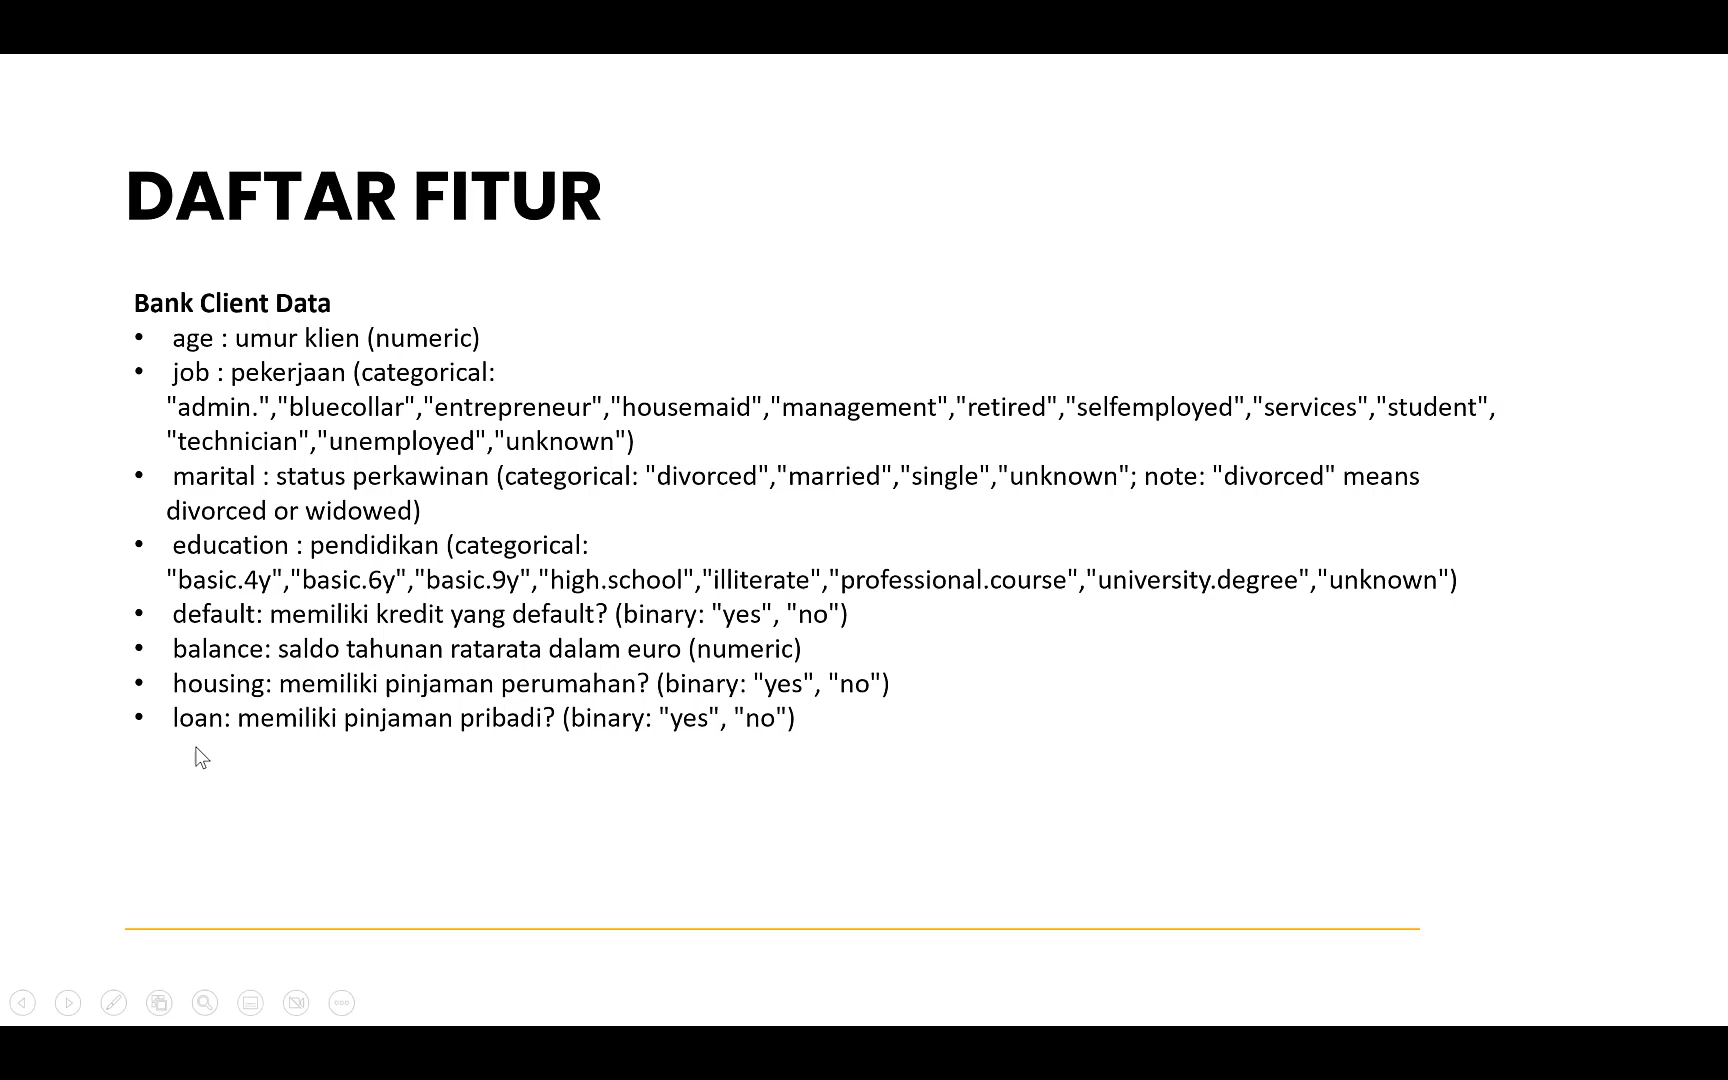 DAFTAR FITUR
Bank Client Data
• age : umur klien (numeric)
• job : pekerjaan (categorical:
"admin.","bluecollar","entrepreneur","housemaid","management","retired","selfemployed","services","student",
"technician","unemployed","unknown")
• marital : status perkawinan (categorical: "divorced","married","single","unknown"; note: "divorced" means
divorced or widowed)
• education : pendidikan (categorical:
"basic.4y","basic.6y","basic.9y","high.school","illiterate","professional.course","university.degree","unknown")
• default: memiliki kredit yang default? (binary: "yes", "no")
• balance: saldo tahunan ratarata dalam euro (numeric)
• housing: memiliki pinjaman perumahan? (binary: "yes", "no")
• loan: memiliki pinjaman pribadi? (binary: "yes", "no")